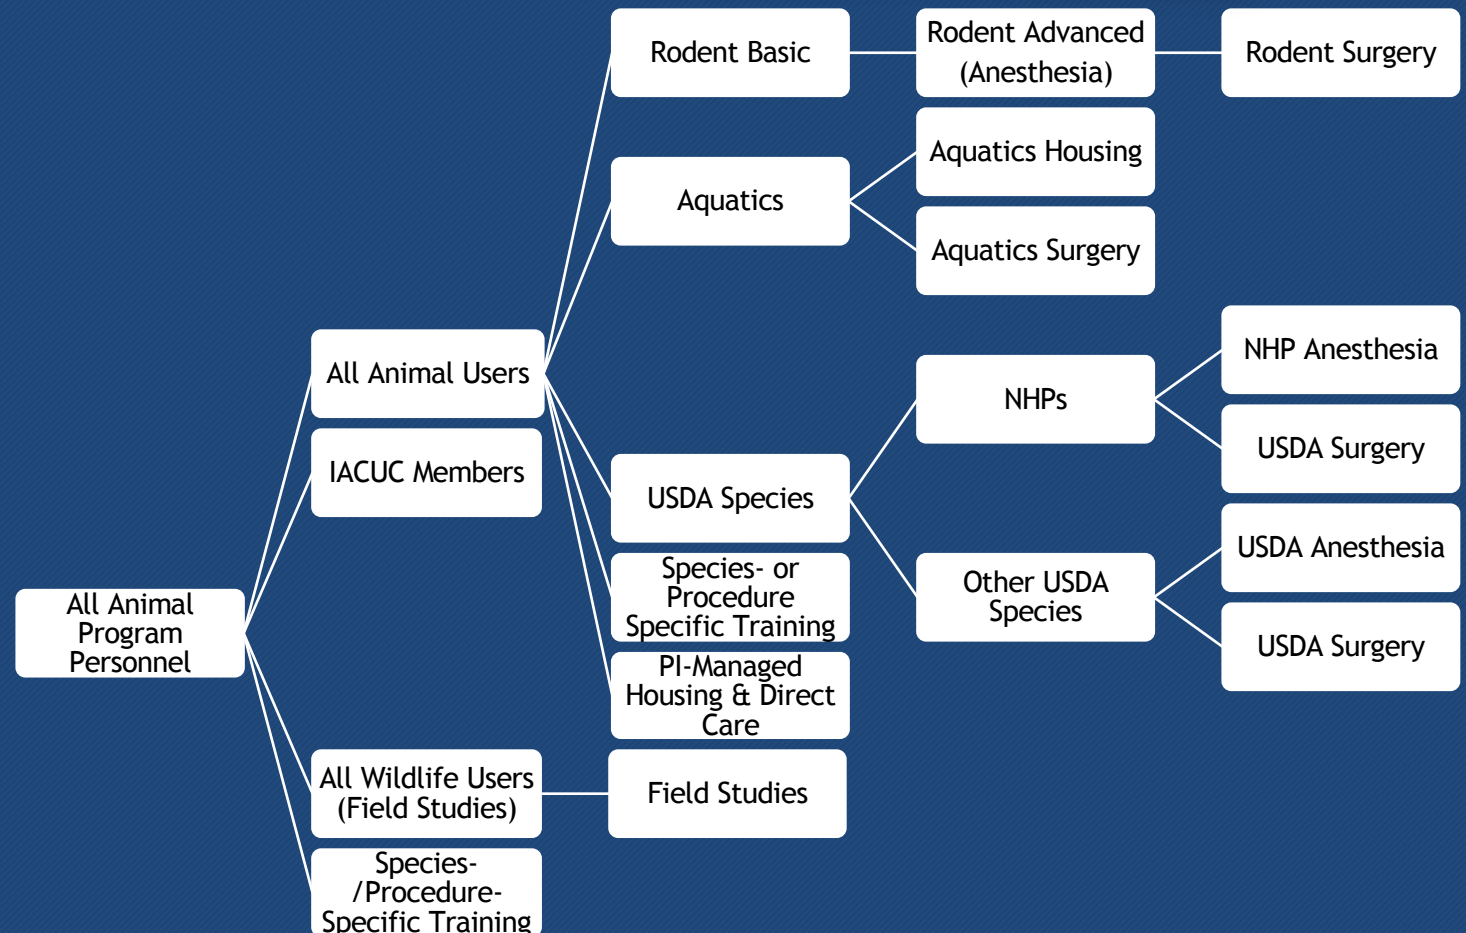 Rodent Basic
Rodent Advanced
(Anesthesia)
Rodent Surgery
Aquatics Housing
Aquatics
Aquatics Surgery
All Animal Users
NHP Anesthesia
NHPs
IACUC Members
USDA Surgery
USDA Species
USDA Anesthesia
Species- or
Procedure
Specific Training
Other USDA
Species
All Animal
Program
Personnel
USDA Surgery
PI-Managed
Housing & Direct
Care
All Wildlife Users
(Field Studies)
Field Studies
Species-
/Procedure-
Specific Training